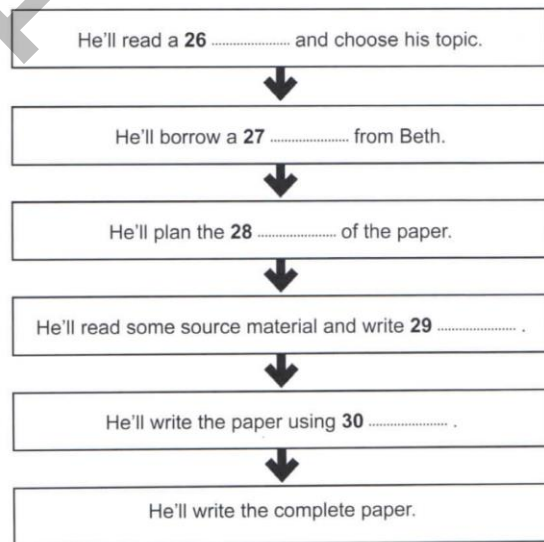 He'll read a 26 .................... and choose his topic.
He'll borrow a 27 .................... from Beth.
He'll plan the 28 .................... of the paper.
He'll read some source material and write 29 .................... .
He'll write the paper using 30 .................... .
He'll write the complete paper.